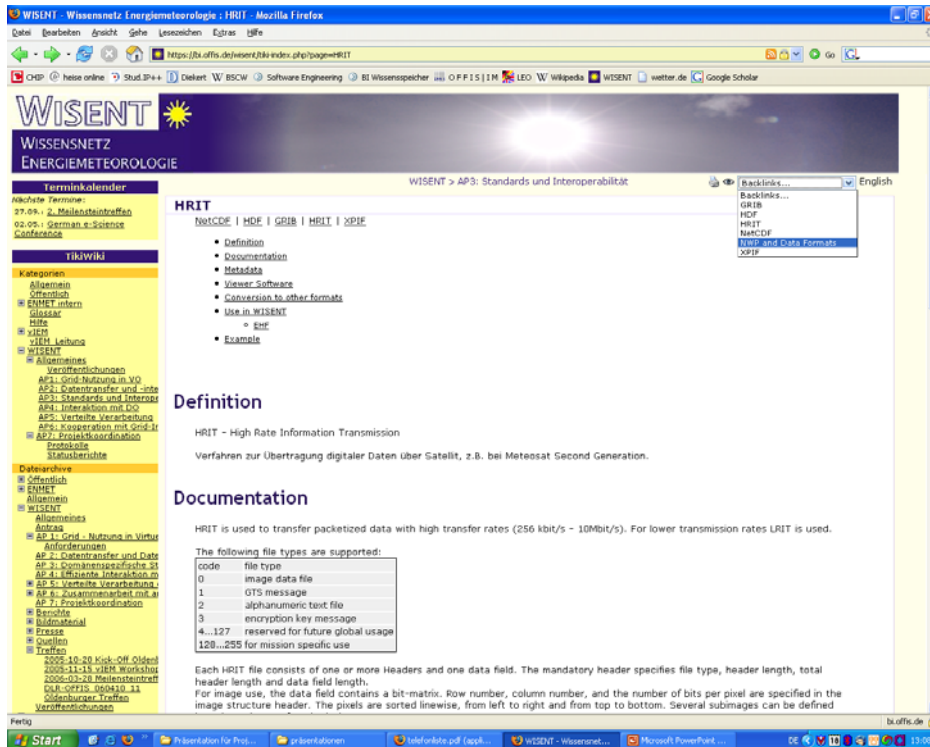 WISENT - Wissensnetz Energiemeteorologie : HRIT - Mozilla Firefox
Datei Bearbeiten Ansicht Gehe Lesezeichen Extras Hilfe
https://bi.offis.de/wisent/tiki-index.php?page=HRIT
Go
CHIP heise online Stud.IP++ Diekert BSCW Software Engineering BI Wissensspeicher OFFIS|IM LEO Wikipedia WISENT wetter.de Google Scholar
WISENT
WISSENSNETZ
ENERGIEMETEOROLOGIE
WISENT > AP3: Standards und Interoperabilität
Backlinks...
English
Backlinks...
GRIB
HDF
HRIT
NetCDF
NWP and Data Formats
XPIF
Terminkalender
Nächste Termine:
27.09.: 2. Meilensteintreffen
02.05.: German e-Science
Conference
TikiWiki
Kategorien
Allgemein
Öffentlich
ENMET intern
Glossar
Hilfe
vIEM
vIEM Leitung
WISENT
Allgemeines
Veröffentlichungen
AP1: Grid-Nutzung in VO
AP2: Datentransfer und -inte
AP3: Standards und Interope
AP4: Interaktion mit DO
AP5: Verteilte Verarbeitung
AP6: Kooperation mit Grid-Ir
AP7: Projektkoordination
Protokolle
Statusberichte
Dateiarchive
Öffentlich
ENMET
Allgemein
WISENT
Allgemeines
Antrag
AP 1: Grid - Nutzung in Virtue
Anforderungen
AP 2: Datentransfer und Date
AP 3: Domänenspezifische St
AP 4: Effiziente Interaktion m
AP 5: Verteilte Verarbeitung
AP 6: Zusammenarbeit mit a
AP 7: Projektkoordination
Berichte
Bildmaterial
Presse
Quellen
Treffen
2005-10-20 Kick-Off Oldenl
2005-11-15 vIEM Workshop
2006-03-20 Meilensteintreff
DLR-OFFIS_060410_11
Oldenburger Treffen
Veröffentlichungen
HRIT
NetCDF | HDF | GRIB | HRIT | XPIF
Definition
Documentation
Metadata
Viewer Software
Conversion to other formats
Use in WISENT
EHF
Example
Definition
HRIT - High Rate Information Transmission
Verfahren zur Übertragung digitaler Daten über Satellit, z.B. bei Meteosat Second Generation.
Documentation
HRIT is used to transfer packetized data with high transfer rates (256 kbit/s - 10Mbit/s). For lower transmission rates LRIT is used.
The following file types are supported:
code file type
0 image data file
1 GTS message
2 alphanumeric text file
3 encryption key message
4...127 reserved for future global usage
128...255 for mission specific use
Each HRIT file consists of one or more Headers and one data field. The mandatory header specifies file type, header length, total
header length and data field length.
For image use, the data field contains a bit-matrix. Row number, column number, and the number of bits per pixel are specified in the
image structure header. The pixels are sorted linewise, from left to right and from top to bottom. Several subimages can be defined
Fertig
bi.offis.de
Start
Präsentation für Proj...
präsentationen
telefonliste.pdf (appli...
WISENT - Wissensnet...
Microsoft PowerPoint ...
DE
13:08